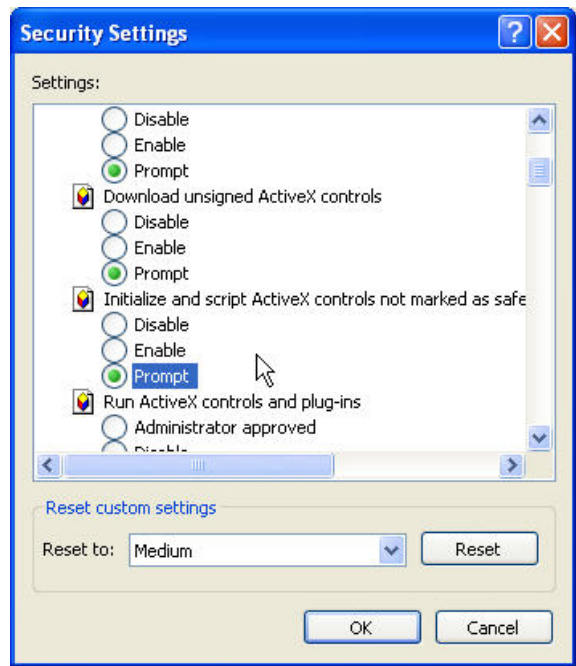 Security Settings
Settings:
Disable
Enable
Prompt
Download unsigned ActiveX controls
Disable
Enable
Prompt
Initialize and script ActiveX controls not marked as safe
Disable
Enable
Prompt
Run ActiveX controls and plug-ins
Administrator approved
Disable
Reset custom settings
Reset to: Medium Reset
OK Cancel